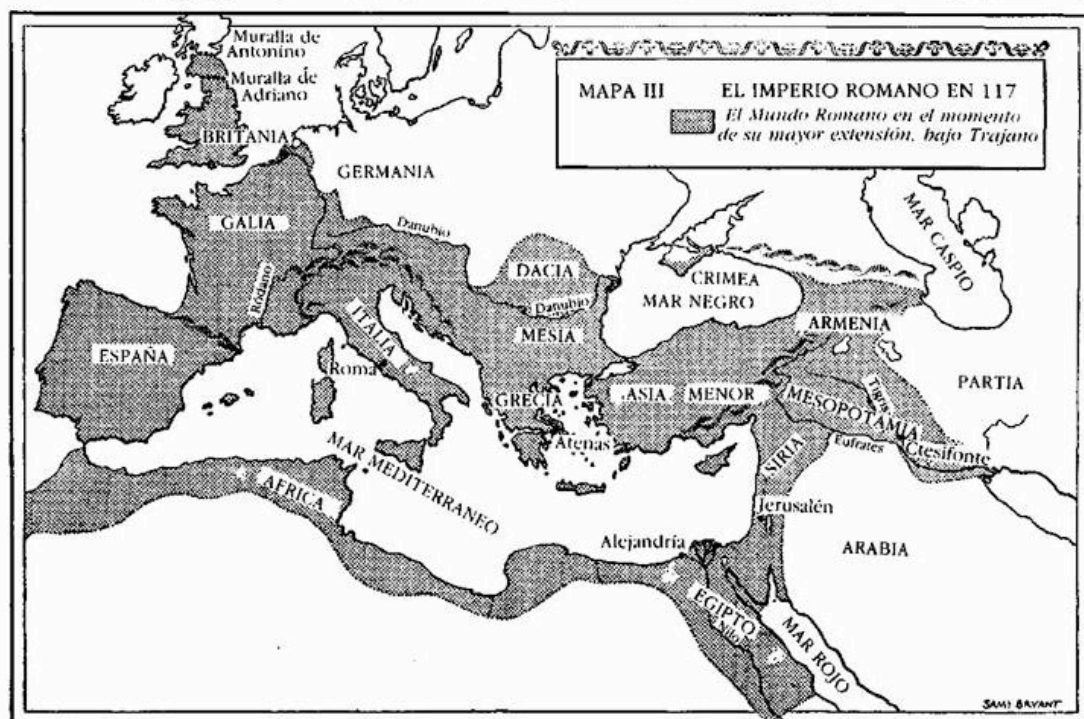 Muralla de
Antonino
Muralla de
Adriano
MAPA III EL IMPERIO ROMANO EN 117
El Mundo Romano en el momento
de su mayor extensión, bajo Trajano
BRITANIA
GERMANIA
GALIA
Danubio
Ródano
DACIA
Danubio
CRIMEA
MAR NEGRO
MAR CASPIO
ITALIA
MESIA
ARMENIA
ESPAÑA
Roma
GRECIA
ASIA MENOR
PARTIA
Tigris
MESOPOTAMIA
Atenas
Eufrates
Ctesifonte
SIRIA
MAR MEDITERRANEO
AFRICA
Jerusalén
Alejandría
ARABIA
EGIPTO
Nilo
MAR ROJO
SAMI BRYANT